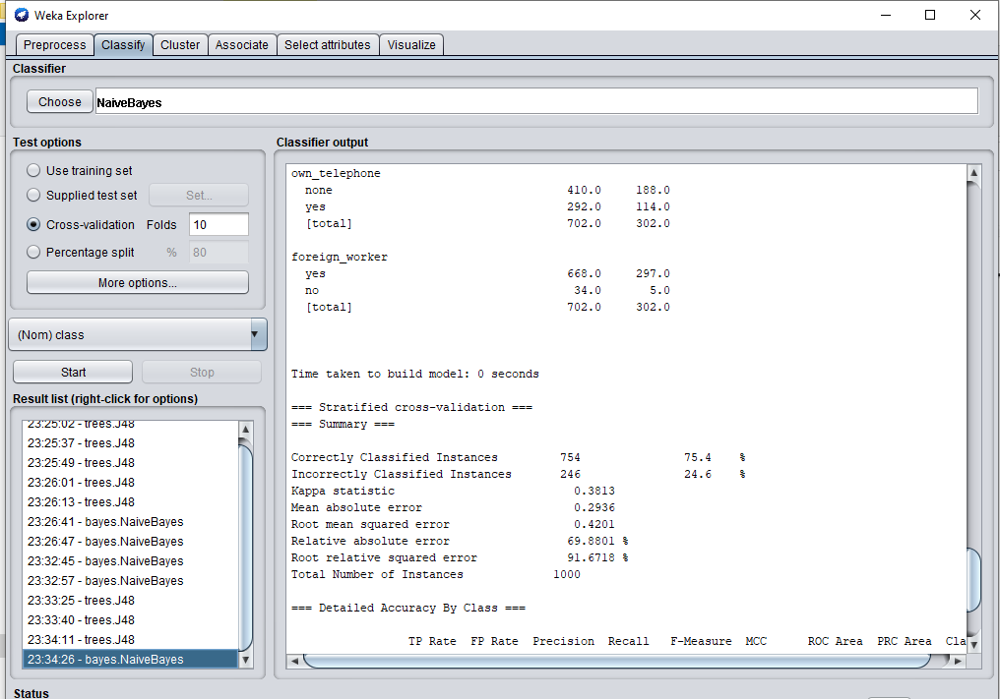 Weka Explorer
Preprocess Classify Cluster Associate Select attributes Visualize
Classifier
Choose NaiveBayes
Test options
Use training set
Supplied test set Set...
Cross-validation Folds 10
Percentage split % 80
More options...
(Nom) class
Start Stop
Result list (right-click for options)
23:25:02 - trees.J48
23:25:37 - trees.J48
23:25:49 - trees.J48
23:26:01 - trees.J48
23:26:13 - trees.J48
23:26:41 - bayes.NaiveBayes
23:26:47 - bayes.NaiveBayes
23:32:45 - bayes.NaiveBayes
23:32:57 - bayes.NaiveBayes
23:33:25 - trees.J48
23:33:40 - trees.J48
23:34:11 - trees.J48
23:34:26 - bayes.NaiveBayes
Classifier output
own_telephone
none 410.0 188.0
yes 292.0 114.0
[total] 702.0 302.0
foreign_worker
yes 668.0 297.0
no 34.0 5.0
[total] 702.0 302.0
Time taken to build model: 0 seconds
=== Stratified cross-validation ===
=== Summary ===
Correctly Classified Instances 754 75.4 %
Incorrectly Classified Instances 246 24.6 %
Kappa statistic 0.3813
Mean absolute error 0.2936
Root mean squared error 0.4201
Relative absolute error 69.8801 %
Root relative squared error 91.6718 %
Total Number of Instances 1000
=== Detailed Accuracy By Class ===
TP Rate FP Rate Precision Recall F-Measure MCC ROC Area PRC Area Cla
Status